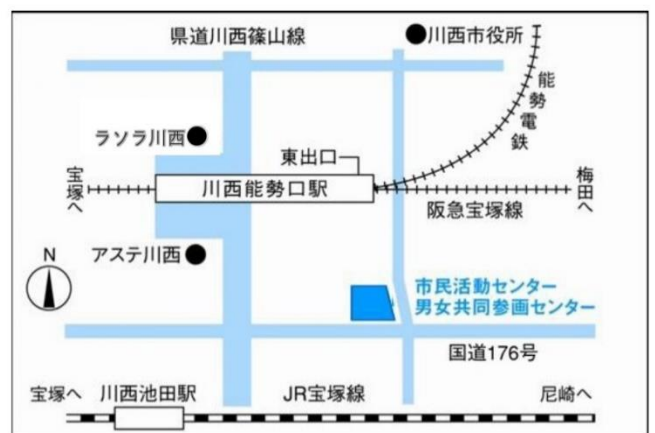 県道川西篠山線
川西市役所
能勢電鉄
ラソラ川西
東出口
宝塚へ
川西能勢口駅
梅田へ
阪急宝塚線
アステ川西
N
市民活動センター
男女共同参画センター
国道176号
宝塚へ
川西池田駅
JR宝塚線
尼崎へ